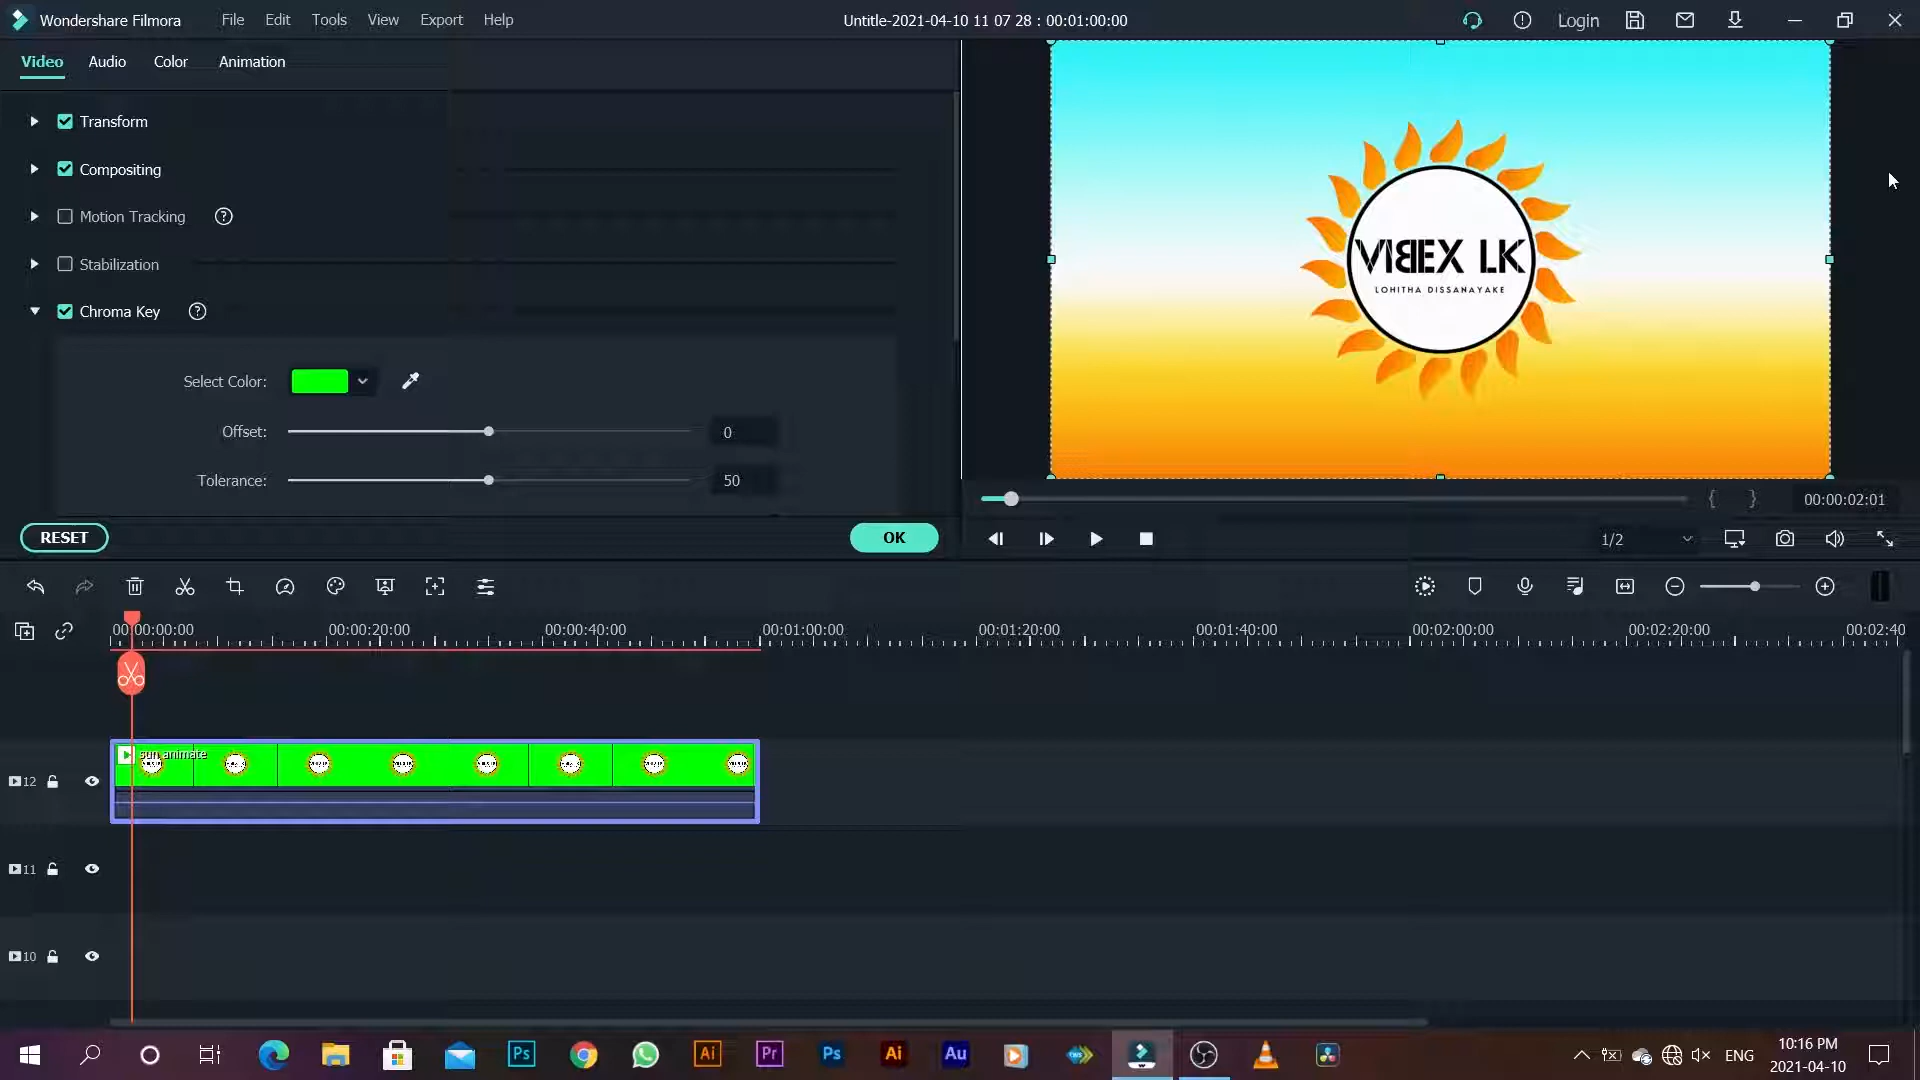 Wondershare Filmora File Edit Tools View Export Help Untitle-2021-04-10 11 07 28 : 00:01:00:00 Login
Video Audio Color Animation
Transform
Compositing
Motion Tracking
Stabilization
Chroma Key
Select Color:
Offset: 0
Tolerance: 50
RESET OK
VIBEX LK
LOHITHA DISSANAYAKE
{ } 00:00:02:01
1/2
00:00:00:00 00:00:20:00 00:00:40:00 00:01:00:00 00:01:20:00 00:01:40:00 00:02:00:00 00:02:20:00 00:02:40
sun animate
12
11
10
Ps Ai Pr Ps Ai Au ENG 10:16 PM
2021-04-10